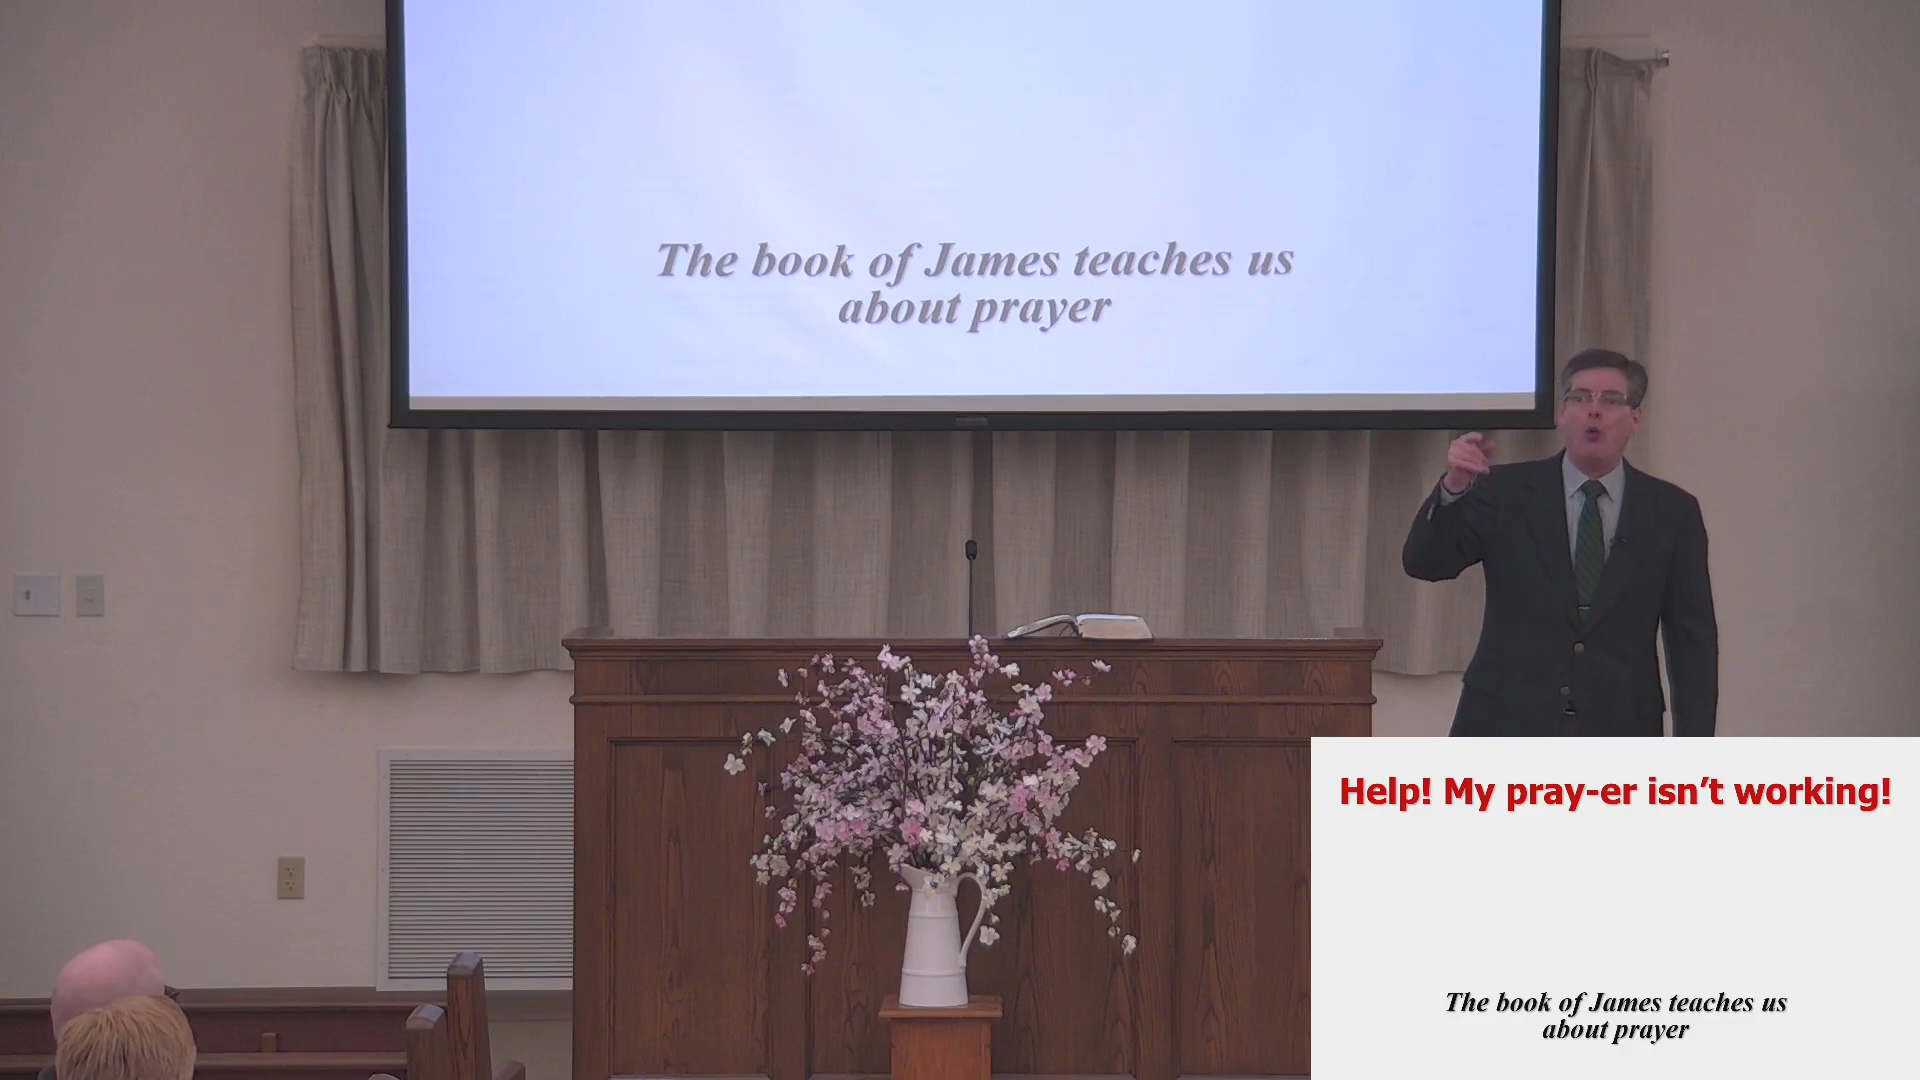 The book of James teaches us
about prayer
Help! My pray-er isn’t working!
The book of James teaches us
about prayer